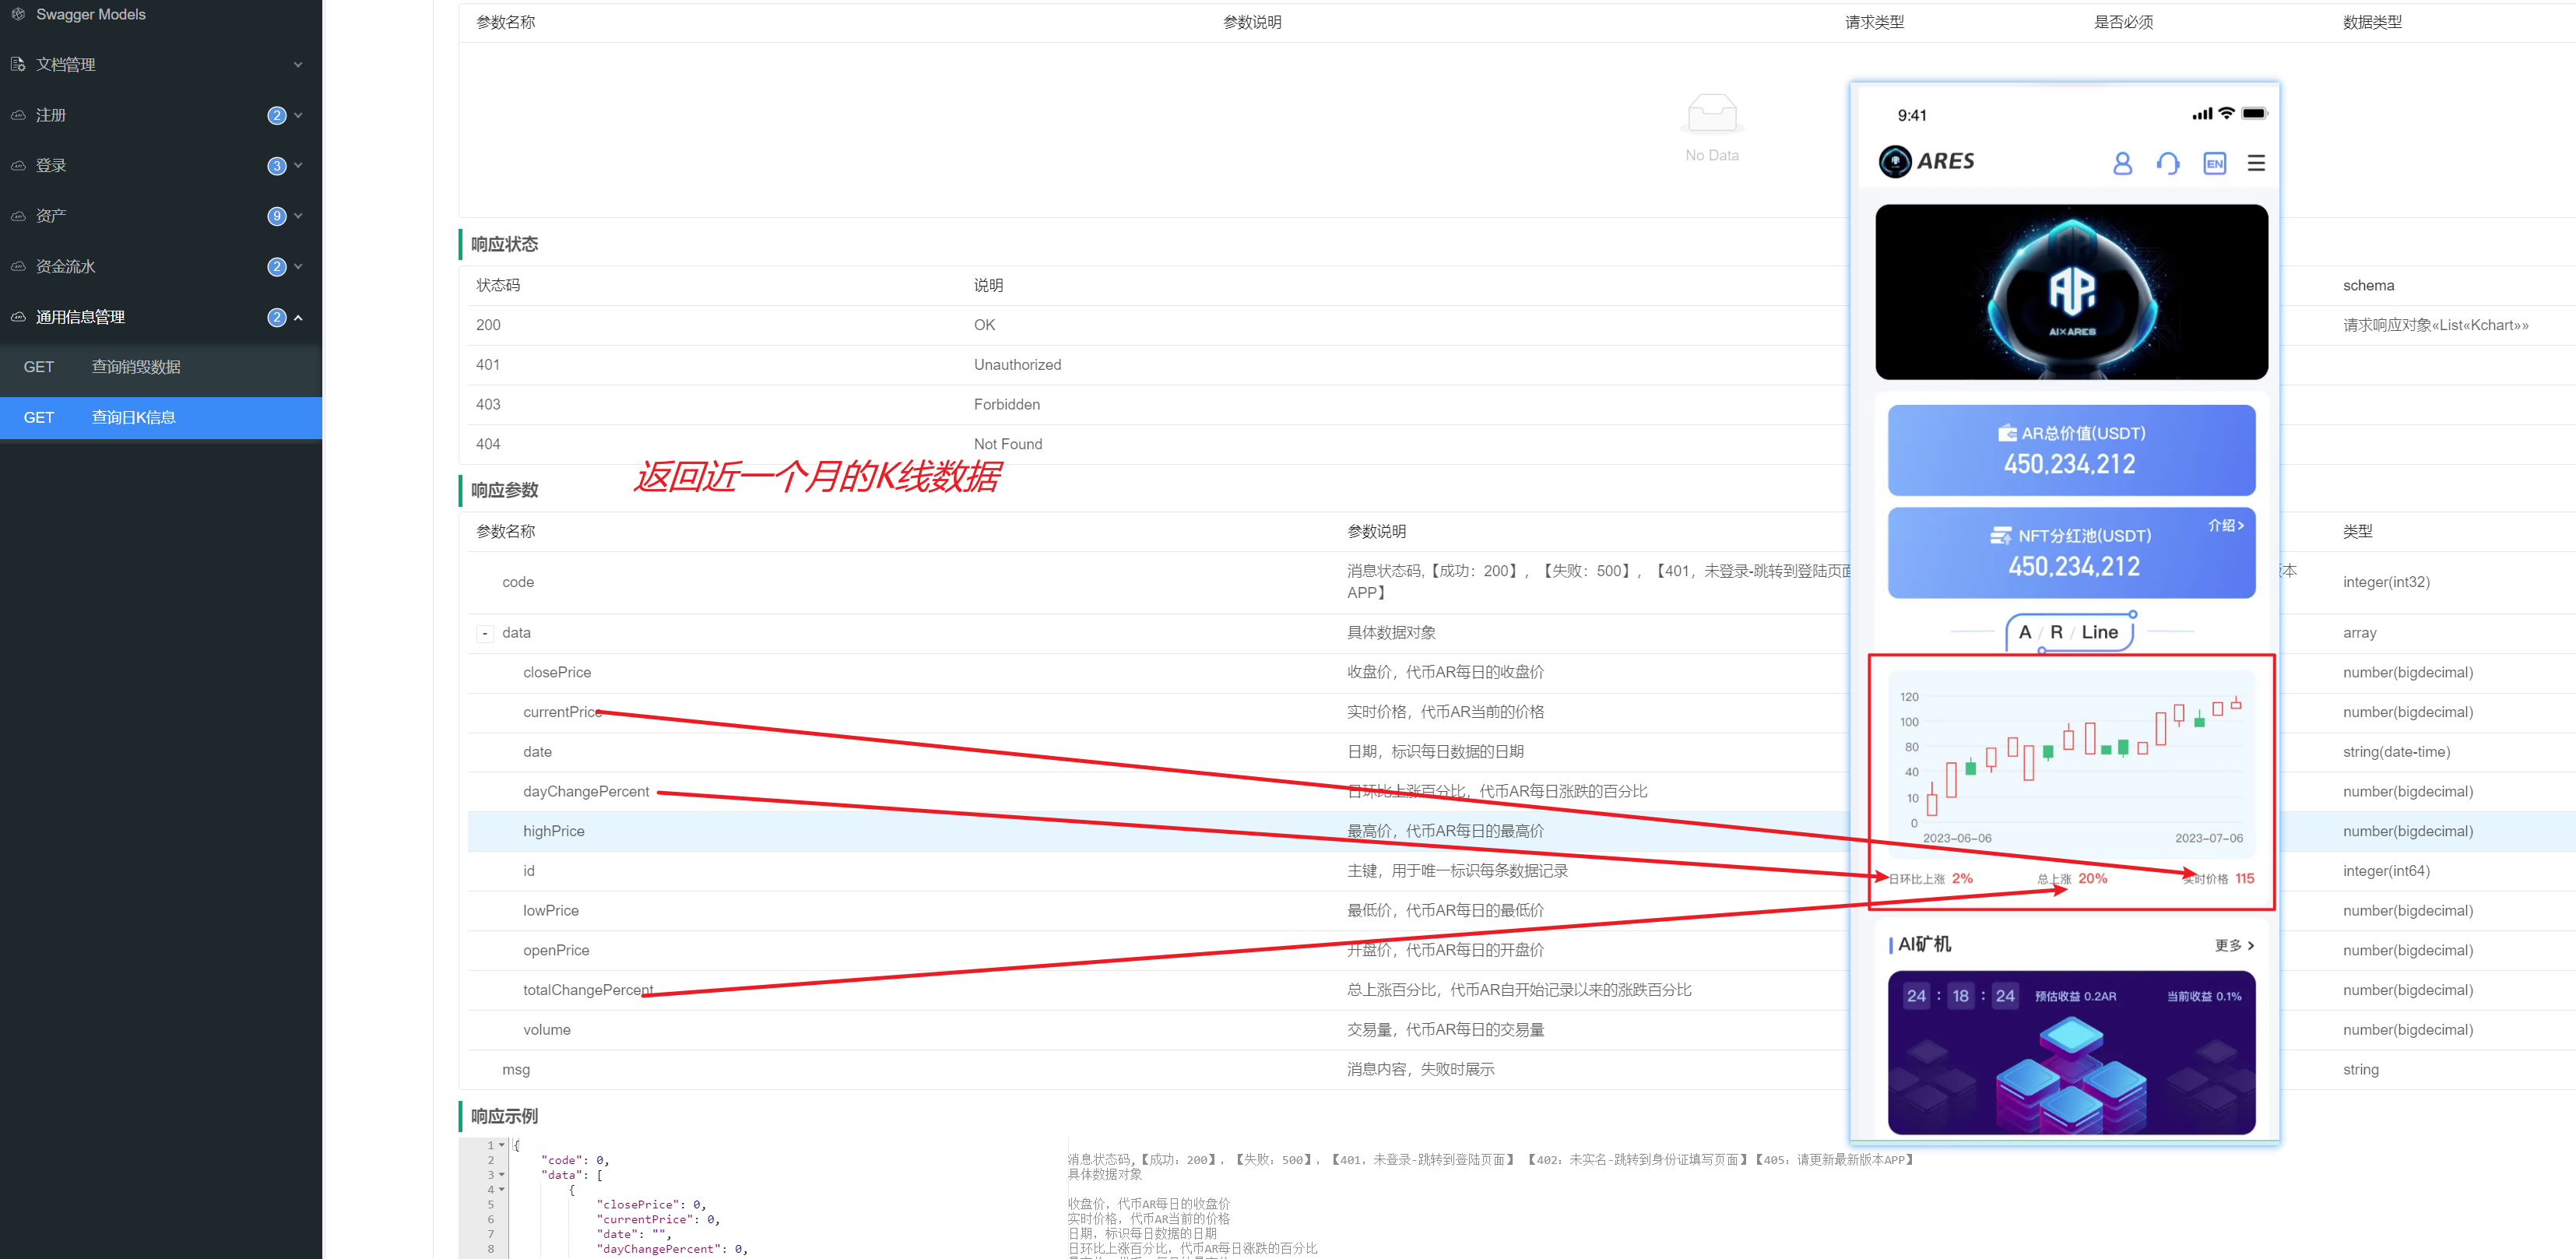 Swagger Models
文档管理
注册 2
登录 3
资产 9
资金流水 2
通用信息管理 2
GET 查询销毁数据
GET 查询日K信息
参数名称 参数说明 请求类型 是否必须 数据类型
No Data
响应状态
状态码 说明 schema
200 OK 请求响应对象«List«Kchart»»
401 Unauthorized
403 Forbidden
404 Not Found
返回近一个月的K线数据
响应参数
参数名称 参数说明 类型
code 消息状态码,【成功：200】，【失败：500】，【401，未登录-跳转到登陆页面 本 integer(int32)
APP】
- data 具体数据对象 array
closePrice 收盘价，代币AR每日的收盘价 number(bigdecimal)
currentPrice 实时价格，代币AR当前的价格 number(bigdecimal)
date 日期，标识每日数据的日期 string(date-time)
dayChangePercent 日环比上涨百分比，代币AR每日涨跌的百分比 number(bigdecimal)
highPrice 最高价，代币AR每日的最高价 number(bigdecimal)
id 主键，用于唯一标识每条数据记录 integer(int64)
lowPrice 最低价，代币AR每日的最低价 number(bigdecimal)
openPrice 开盘价，代币AR每日的开盘价 number(bigdecimal)
totalChangePercent 总上涨百分比，代币AR自开始记录以来的涨跌百分比 number(bigdecimal)
volume 交易量，代币AR每日的交易量 number(bigdecimal)
msg 消息内容，失败时展示 string
响应示例
1 {
2 "code": 0, 消息状态码,【成功：200】，【失败：500】，【401，未登录-跳转到登陆页面】 【402：未实名-跳转到身份证填写页面】【405：请更新最新版本APP】
3 "data": [ 具体数据对象
4 {
5 "closePrice": 0, 收盘价，代币AR每日的收盘价
6 "currentPrice": 0, 实时价格，代币AR当前的价格
7 "date": "", 日期，标识每日数据的日期
8 "dayChangePercent": 0, 日环比上涨百分比，代币AR每日涨跌的百分比
9:41
ARES
EN
AI×ARES
AR总价值(USDT)
450,234,212
NFT分红池(USDT) 介绍>
450,234,212
A / R / Line
120
100
80
40
10
0
2023-06-06 2023-07-06
日环比上涨 2% 总上涨 20% 实时价格 115
AI矿机 更多 >
24 : 18 : 24 预估收益 0.2AR 当前收益 0.1%